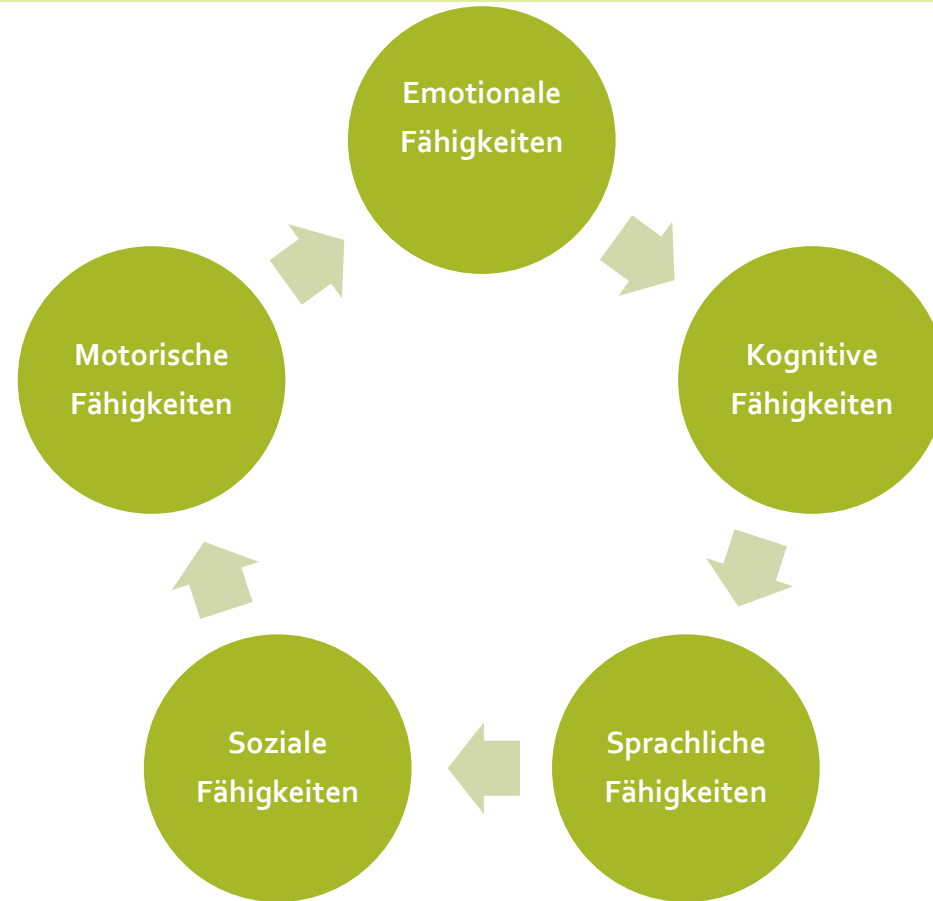 Emotionale
Fähigkeiten
Kognitive
Fähigkeiten
Sprachliche
Fähigkeiten
Soziale
Fähigkeiten
Motorische
Fähigkeiten